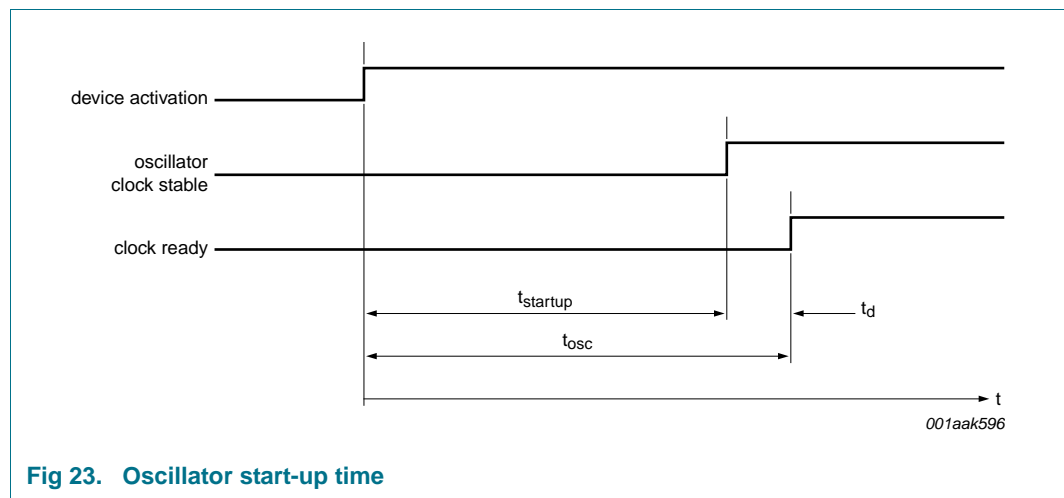 device activation
oscillator
clock stable
clock ready
tstartup
td
tosc
t
001aak596
Fig 23. Oscillator start-up time